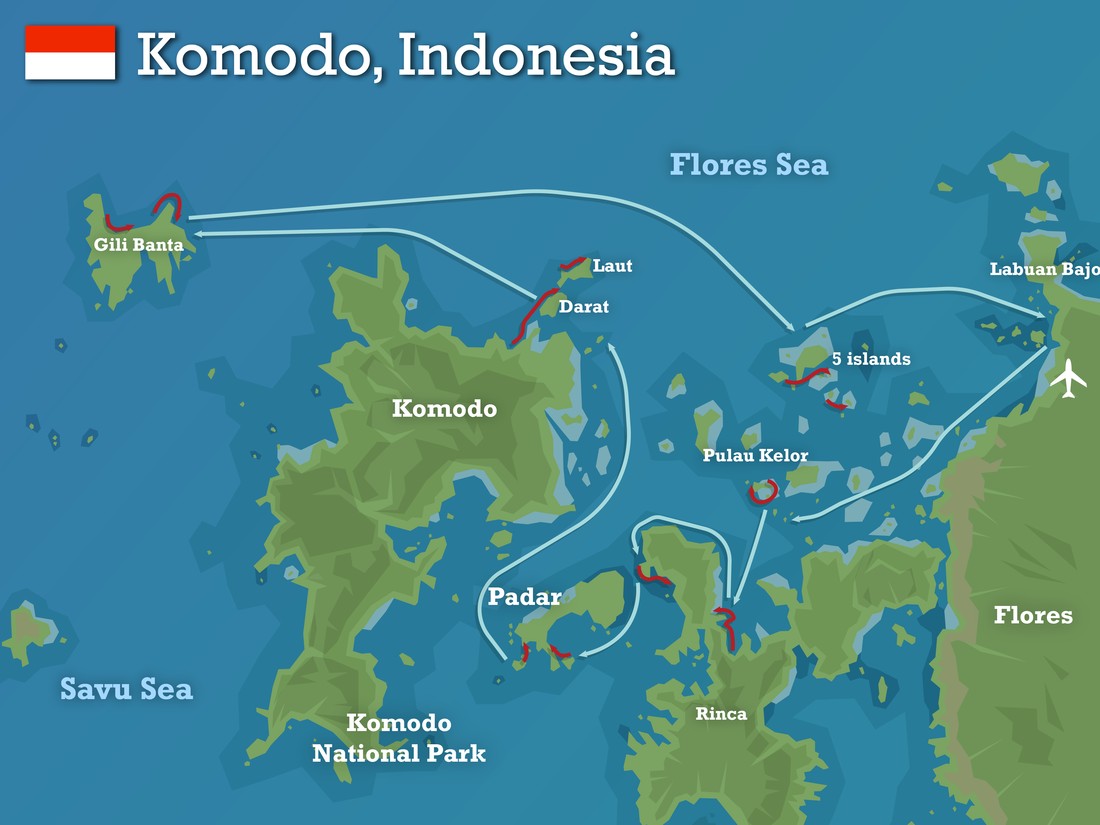 Komodo, Indonesia
Flores Sea
Gili Banta
Laut
Labuan Bajo
Darat
5 islands
Komodo
Pulau Kelor
Padar
Flores
Savu Sea
Rinca
Komodo
National Park